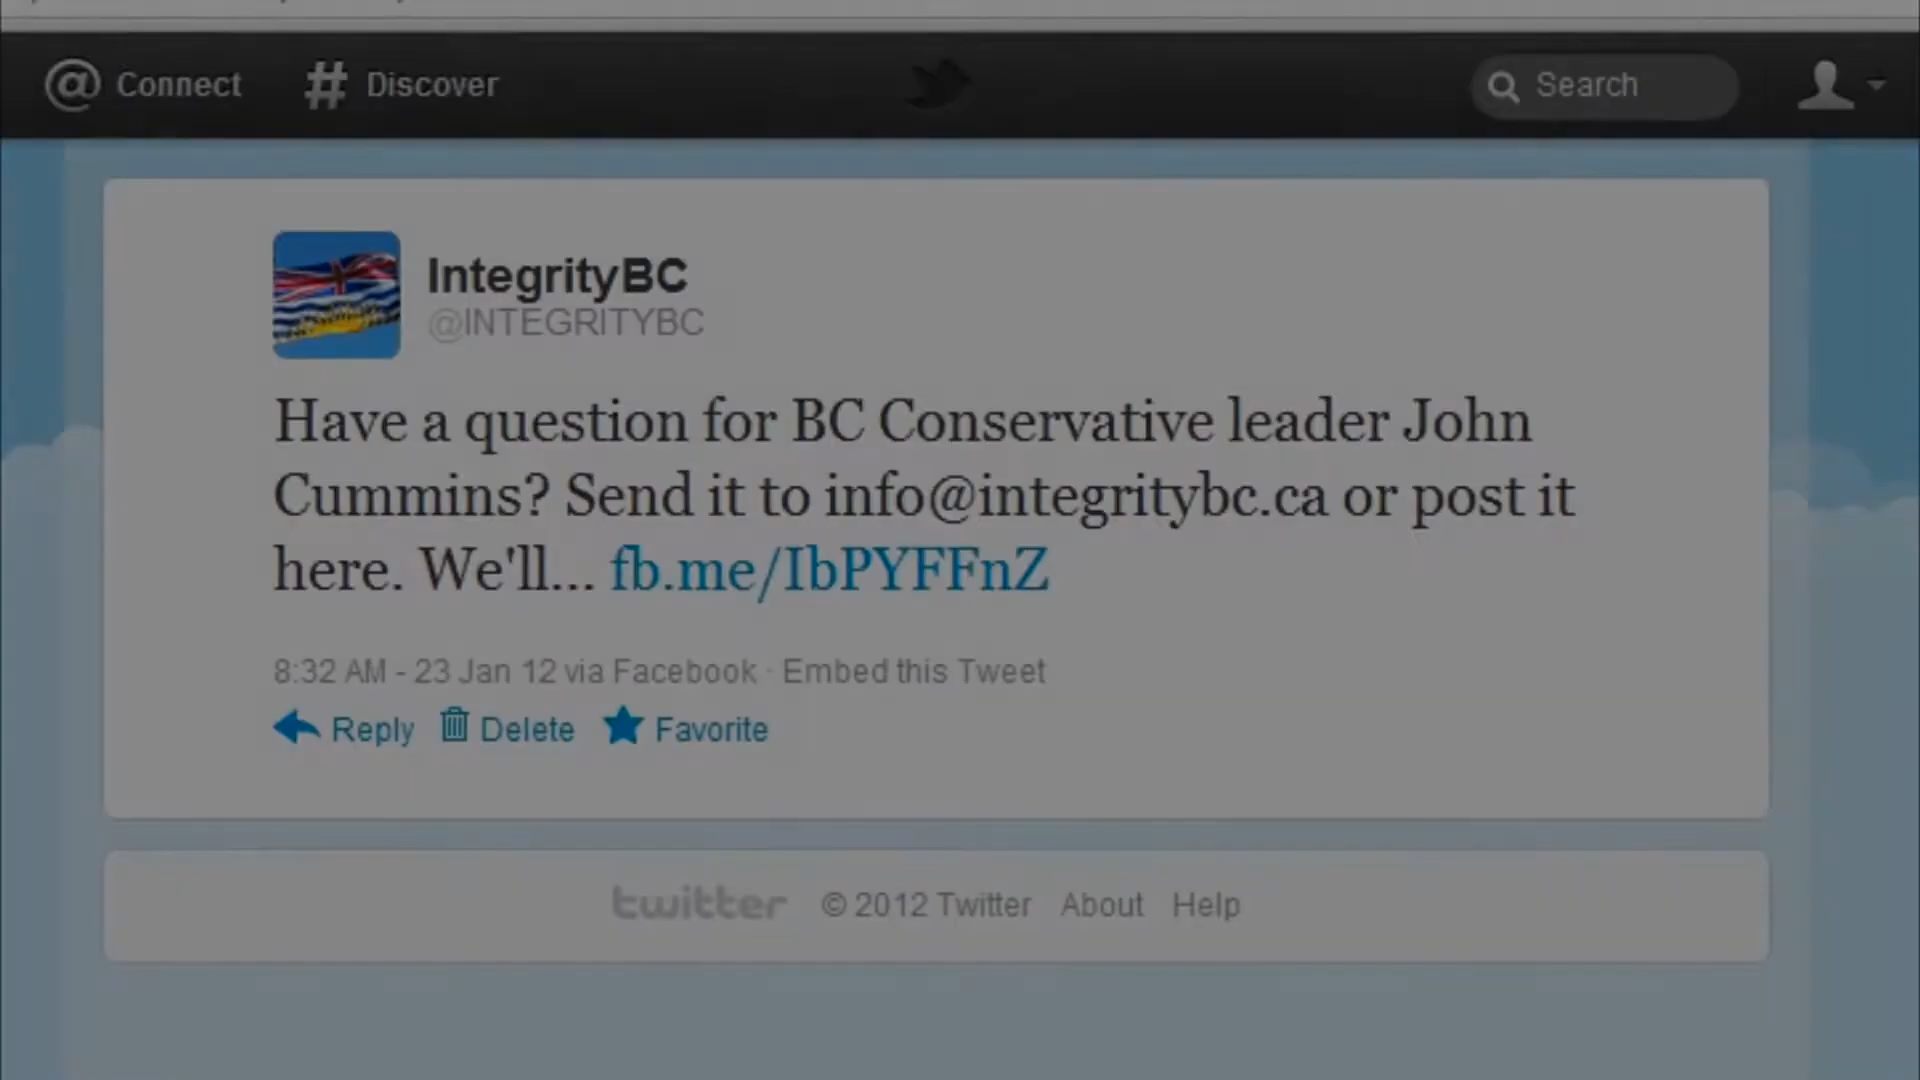 @ Connect # Discover Search
IntegrityBC
@INTEGRITYBC
Have a question for BC Conservative leader John
Cummins? Send it to info@integritybc.ca or post it
here. We'll... fb.me/IbPYFFnZ
8:32 AM - 23 Jan 12 via Facebook · Embed this Tweet
Reply Delete Favorite
twitter © 2012 Twitter About Help